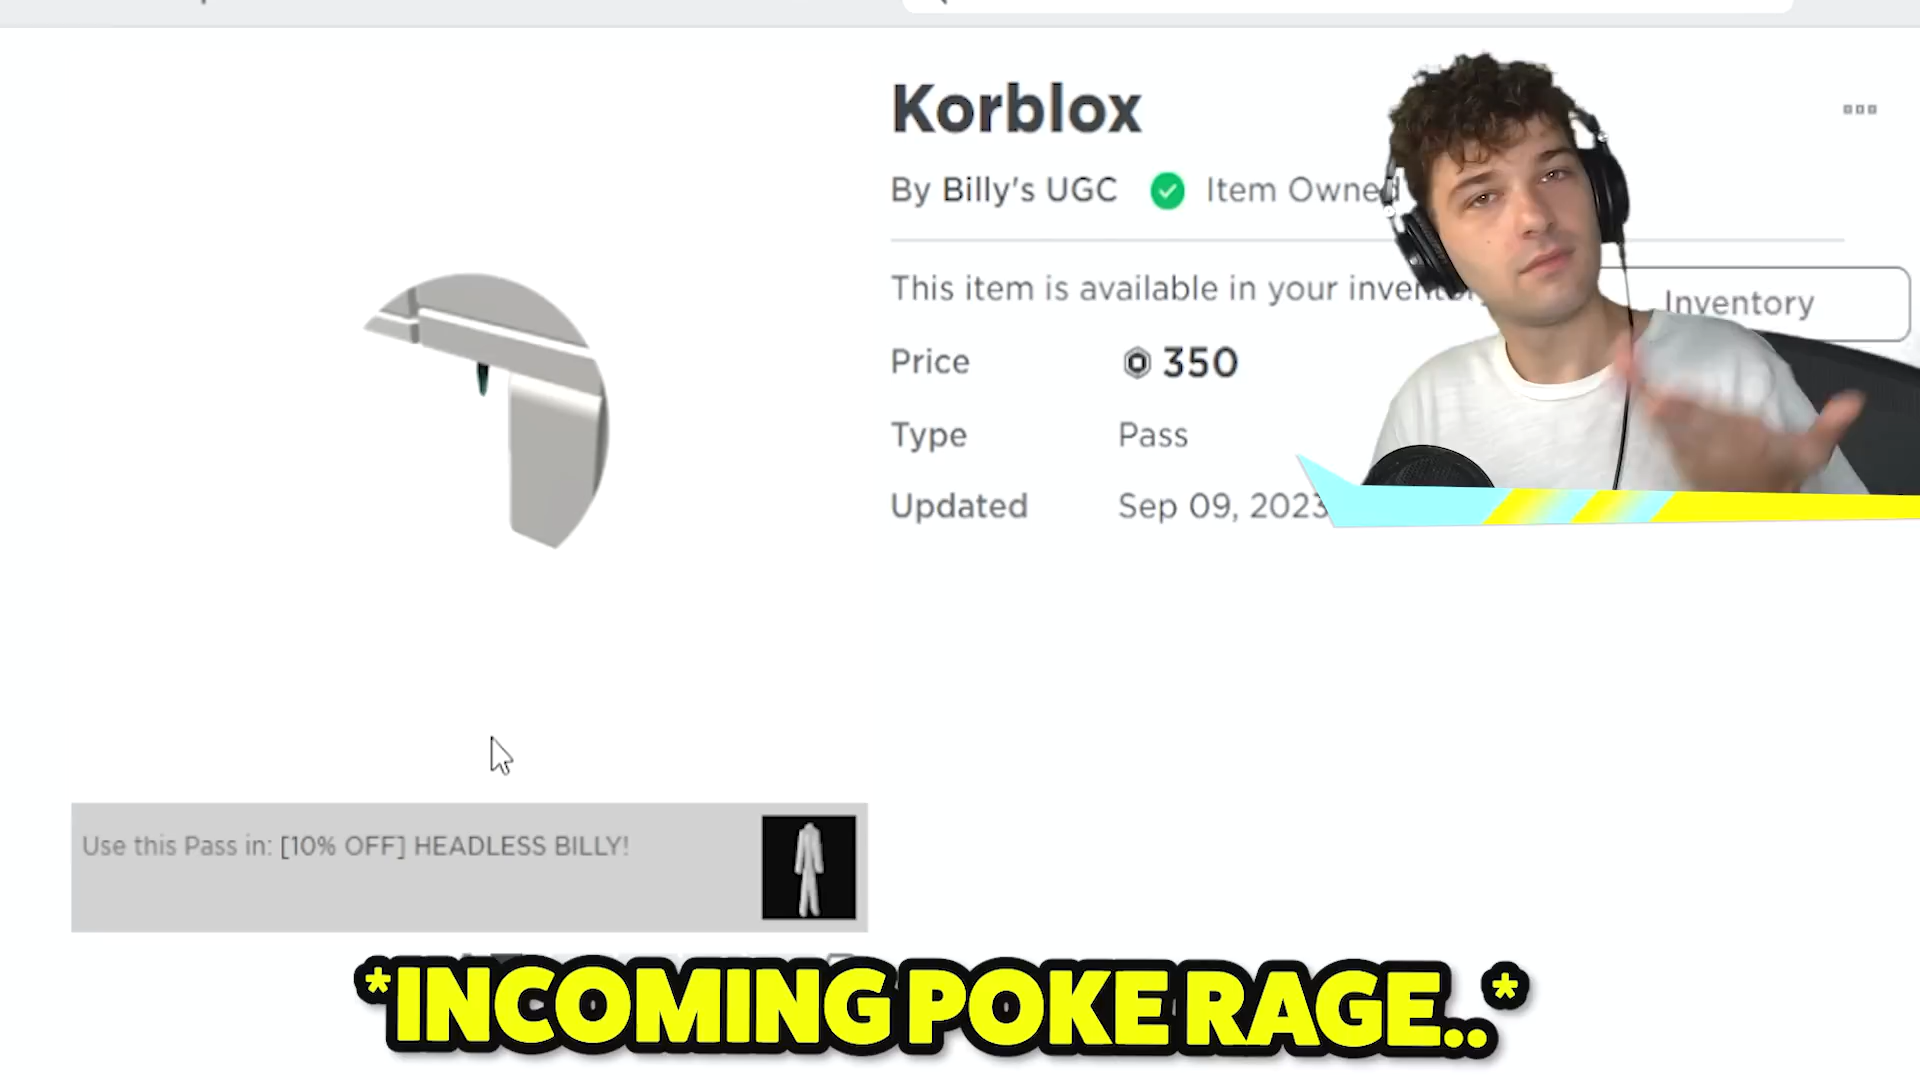 Korblox
By Billy's UGC Item Owned
This item is available in your inventory
Inventory
Price 350
Type Pass
Updated Sep 09, 2023
Use this Pass in: [10% OFF] HEADLESS BILLY!
*INCOMING POKE RAGE..*